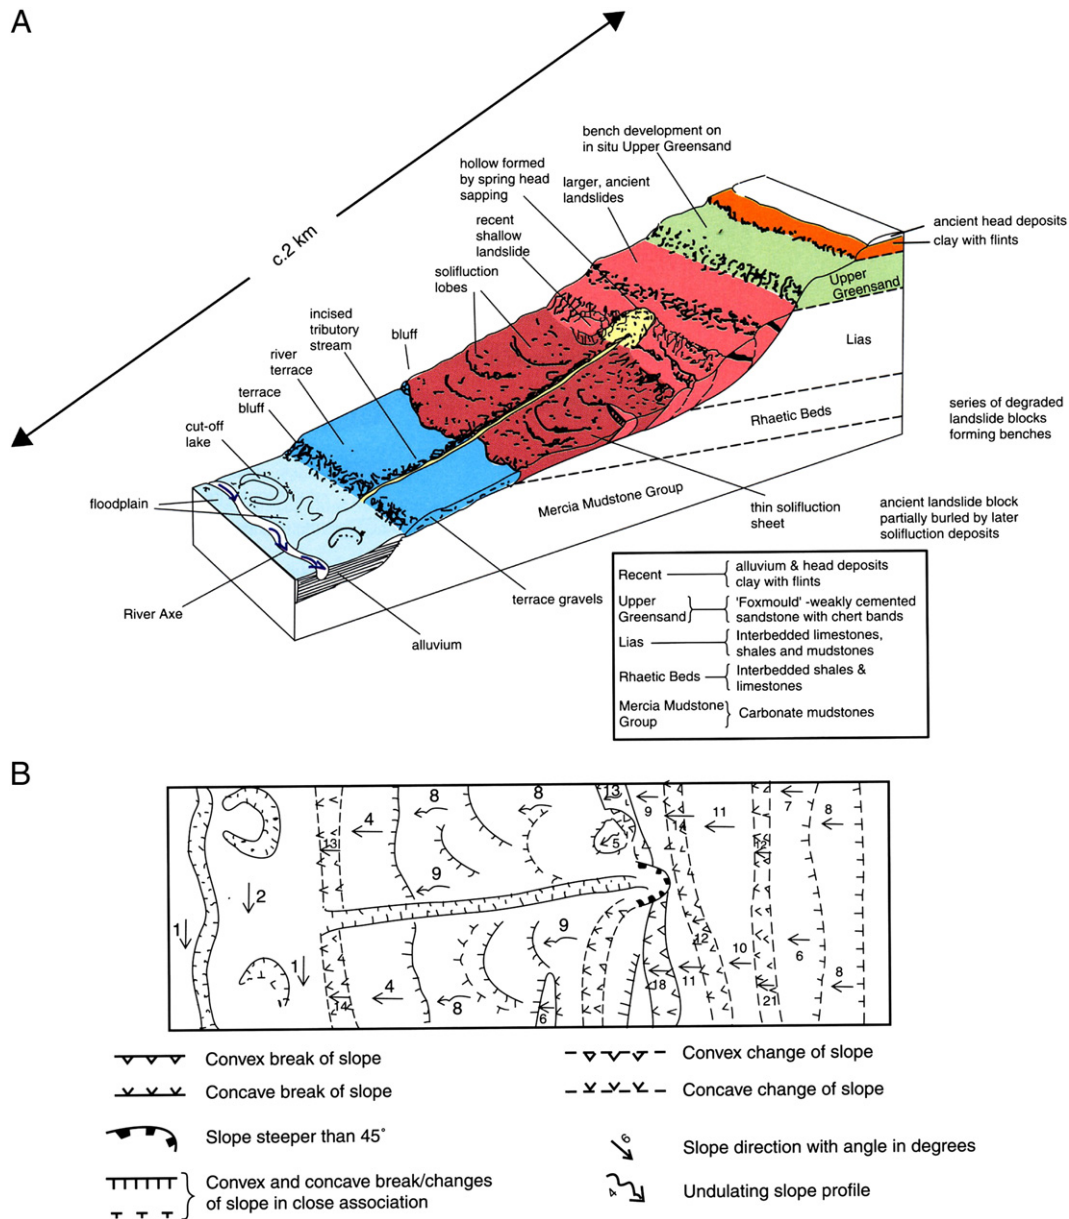 A
c.2 km
bench development on
in situ Upper Greensand
hollow formed
by spring head
sapping
larger, ancient
landslides
recent
shallow
landslide
solifluction
lobes
incised
tributory
stream
bluff
river
terrace
terrace
bluff
cut-off
lake
floodplain
River Axe
alluvium
terrace gravels
thin solifluction
sheet
ancient head deposits
clay with flints
Upper
Greensand
Lias
Rhaetic Beds
Mercia Mudstone Group
series of degraded
landslide blocks
forming benches
ancient landslide block
partially burled by later
solifluction deposits
Recent
alluvium & head deposits
clay with flints
Upper
Greensand
'Foxmould' -weakly cemented
sandstone with chert bands
Lias
Interbedded limestones,
shales and mudstones
Rhaetic Beds
Interbedded shales &
limestones
Mercia Mudstone
Group
Carbonate mudstones
B
13 4 8 8 13 9 5 14 11 12 7 8
1 2 9
1 14 4 8 9 6 18 11 12 10 21 6 8
Convex break of slope
Concave break of slope
Slope steeper than 45°
Convex and concave break/changes
of slope in close association
Convex change of slope
Concave change of slope
6
Slope direction with angle in degrees
4
Undulating slope profile